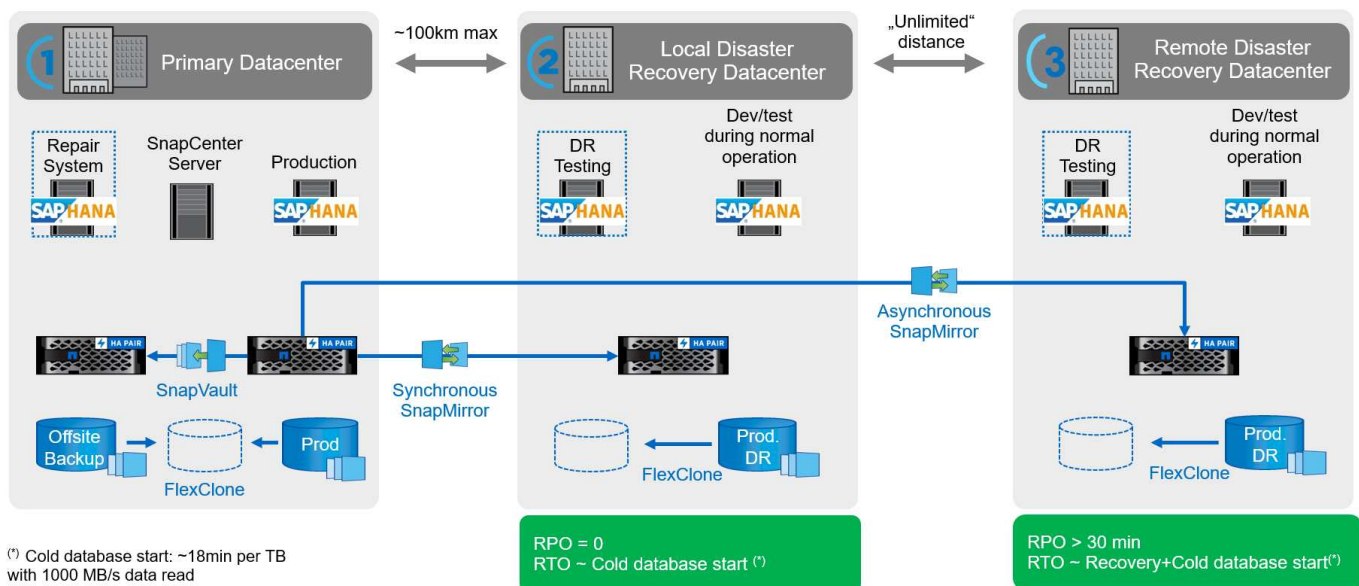 1
Primary Datacenter
~100km max
2
Local Disaster
Recovery Datacenter
„Unlimited“
distance
3
Remote Disaster
Recovery Datacenter
Repair
System
SAP HANA
SnapCenter
Server
Production
SAP HANA
DR
Testing
SAP HANA
Dev/test
during normal
operation
SAP HANA
DR
Testing
SAP HANA
Dev/test
during normal
operation
SAP HANA
HA PAIR
SnapVault
HA PAIR
Synchronous
SnapMirror
HA PAIR
Asynchronous
SnapMirror
HA PAIR
Offsite
Backup
FlexClone
Prod
FlexClone
Prod.
DR
FlexClone
Prod.
DR
(*) Cold database start: ~18min per TB
with 1000 MB/s data read
RPO = 0
RTO ~ Cold database start (*)
RPO > 30 min
RTO ~ Recovery+Cold database start(*)